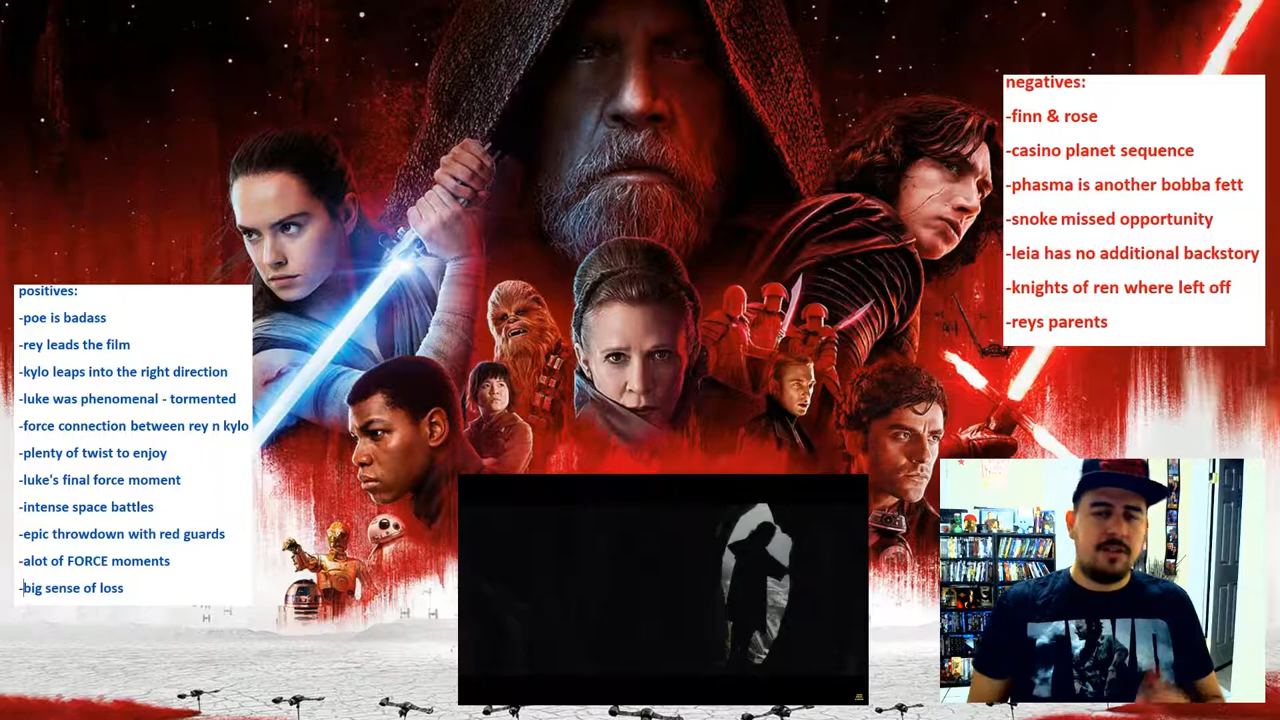 positives:
-poe is badass
-rey leads the film
-kylo leaps into the right direction
-luke was phenomenal - tormented
-force connection between rey n kylo
-plenty of twist to enjoy
-luke's final force moment
-intense space battles
-epic throwdown with red guards
-alot of FORCE moments
-big sense of loss
negatives:
-finn & rose
-casino planet sequence
-phasma is another bobba fett
-snoke missed opportunity
-leia has no additional backstory
-knights of ren where left off
-reys parents
TWD